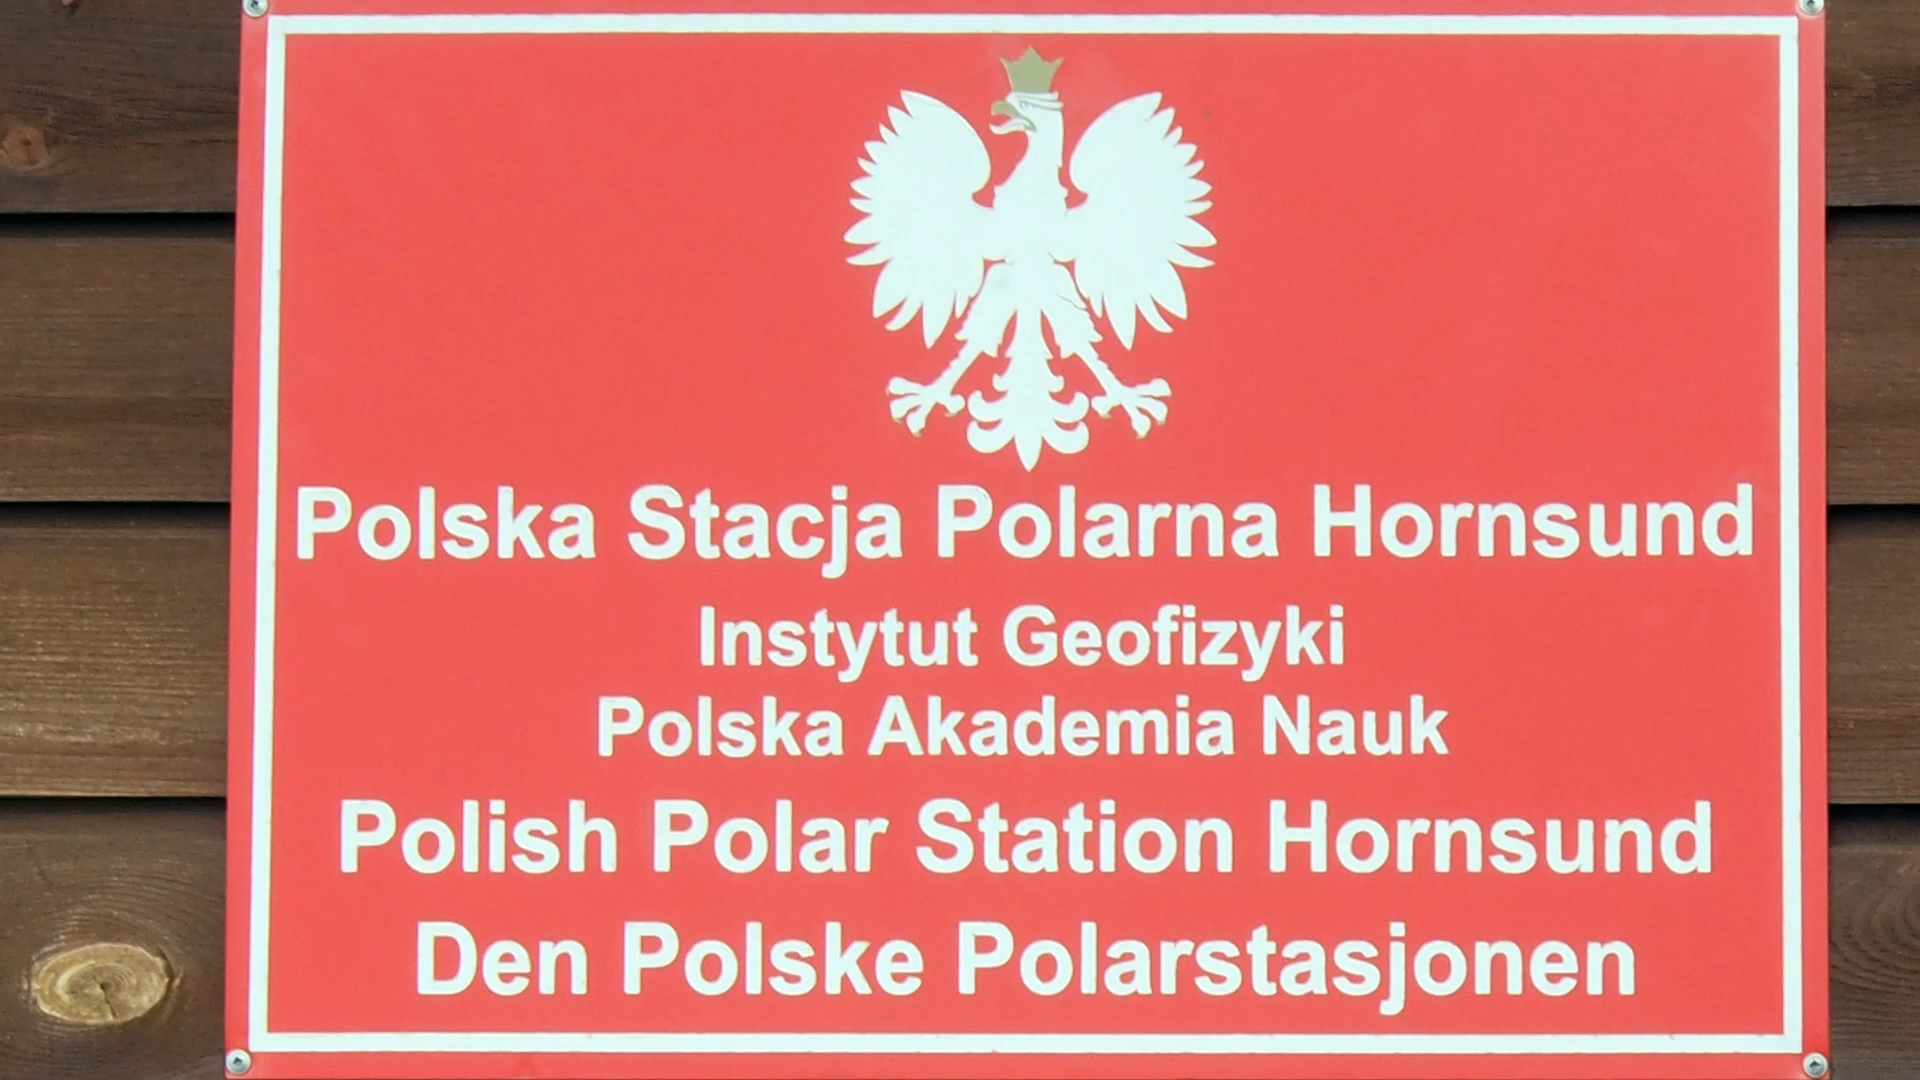 Polska Stacja Polarna Hornsund
Instytut Geofizyki
Polska Akademia Nauk
Polish Polar Station Hornsund
Den Polske Polarstasjonen